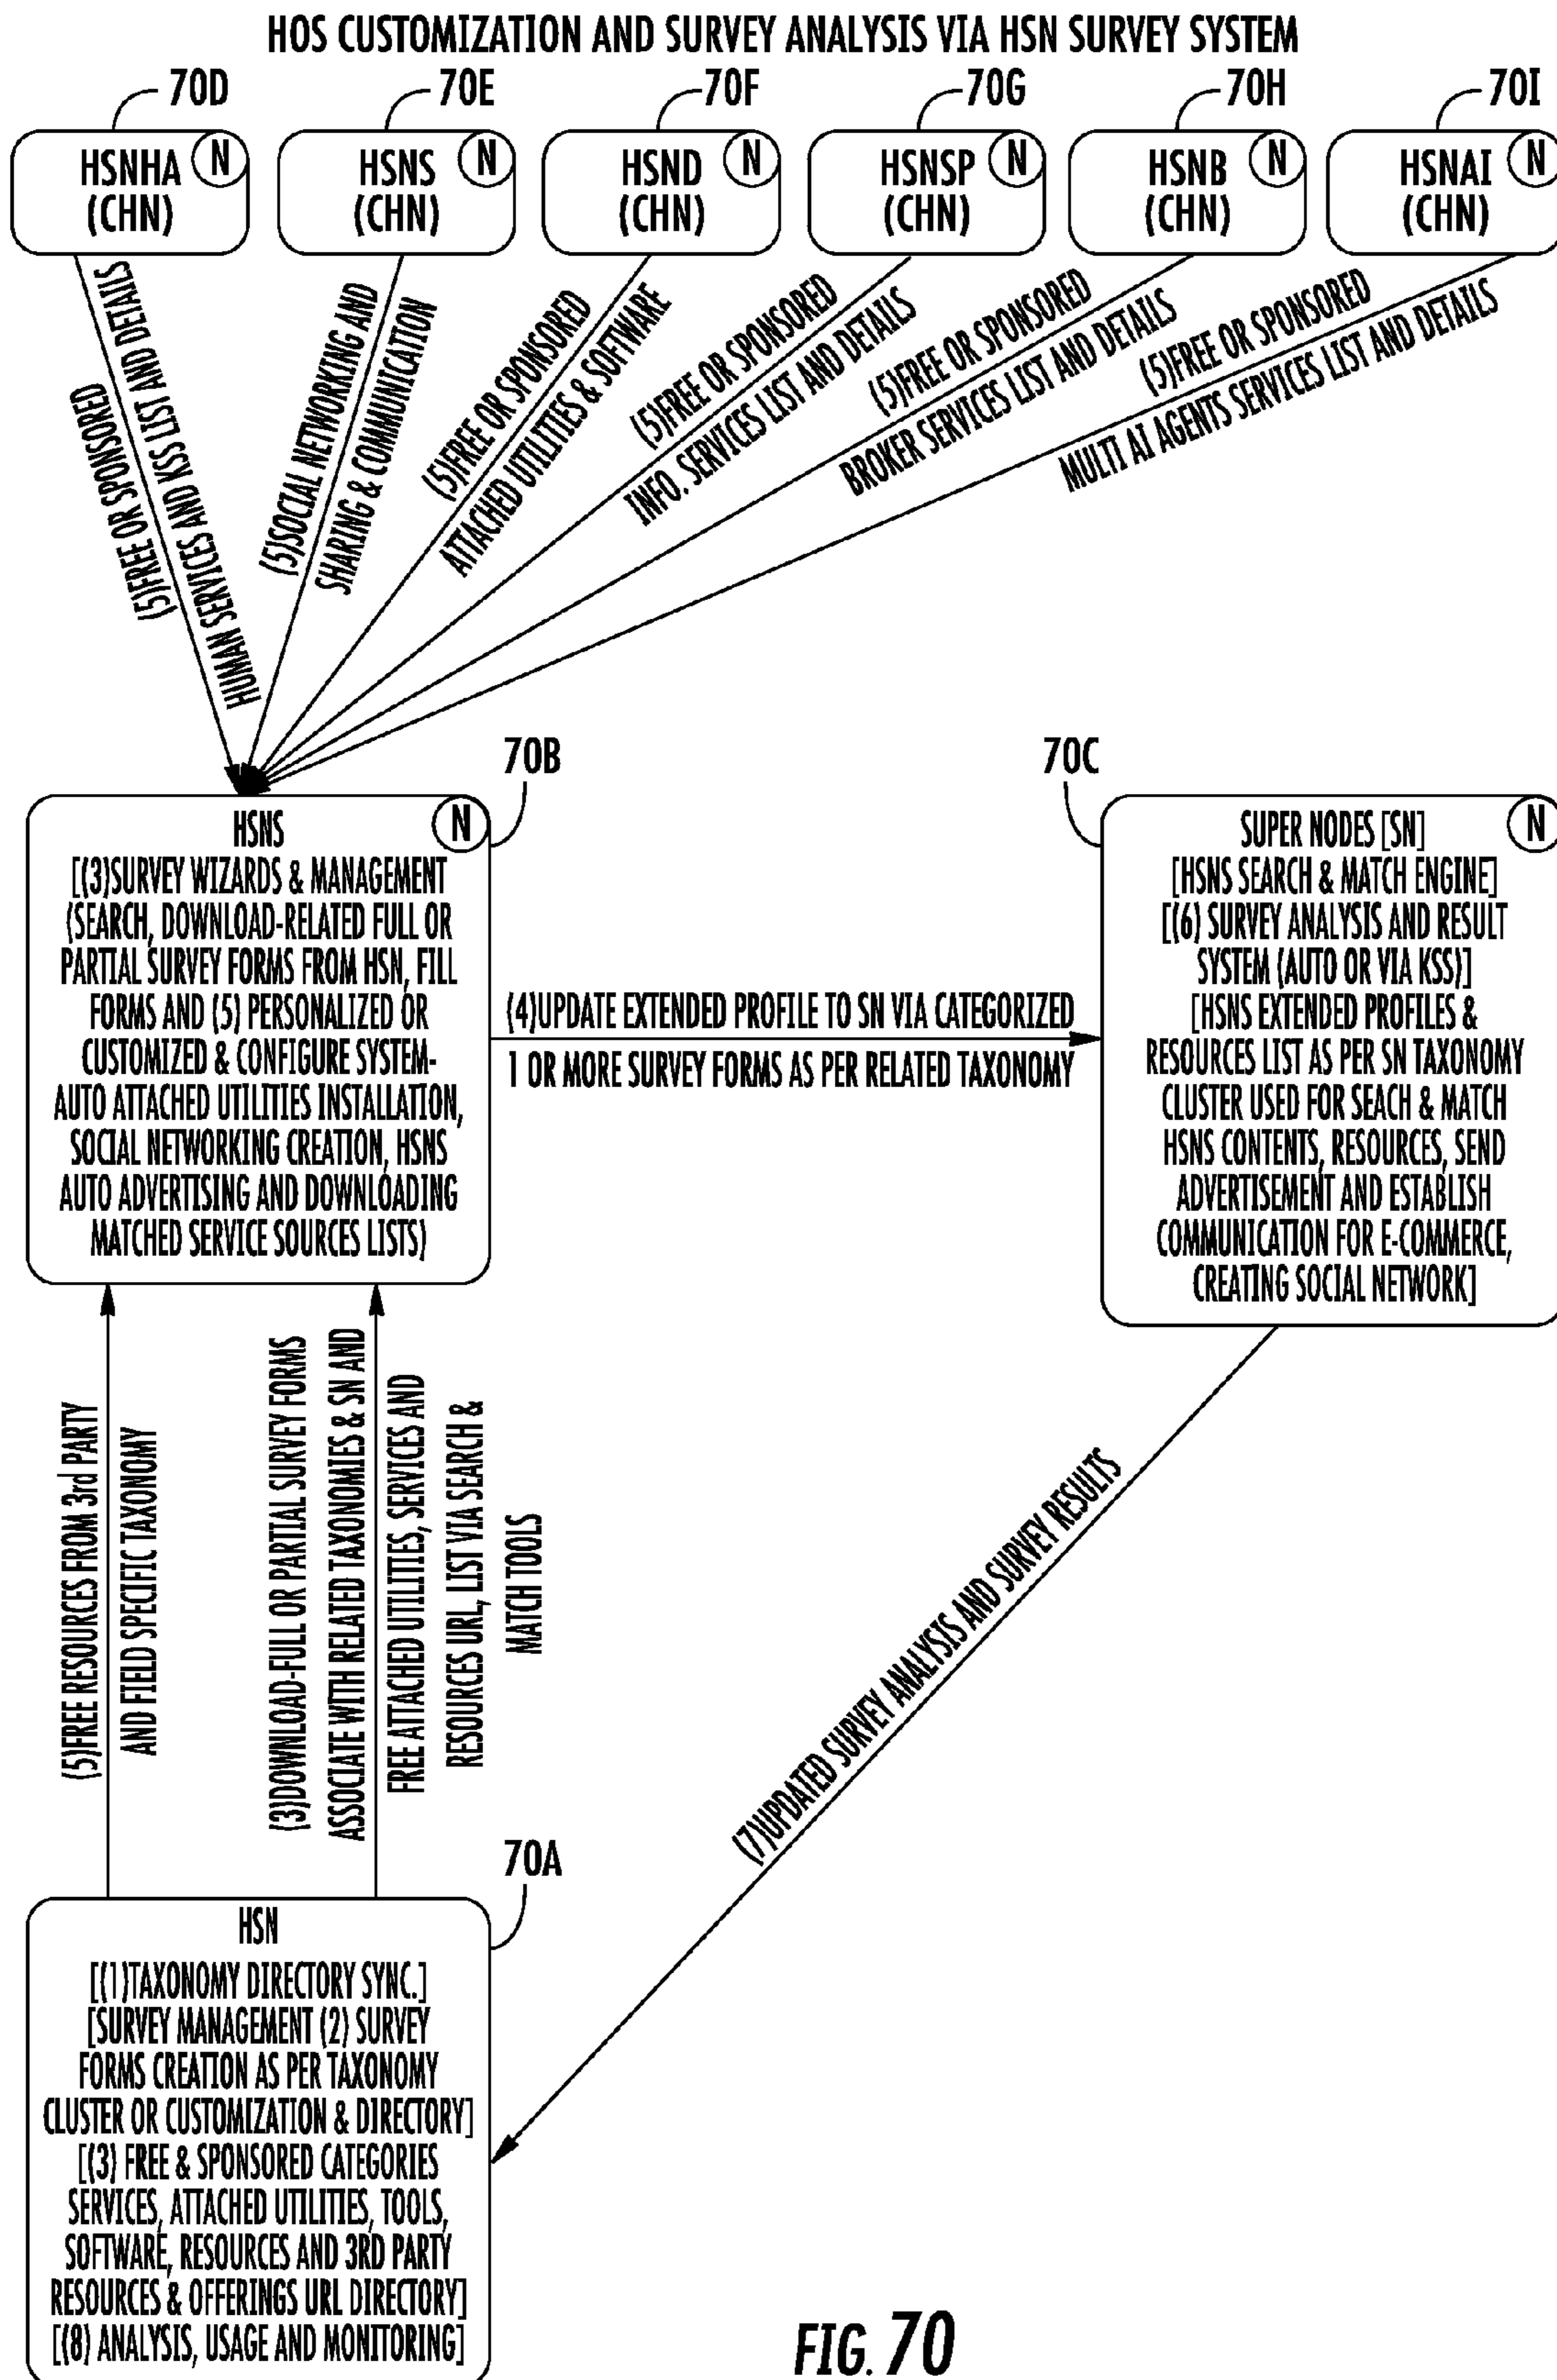 HOS CUSTOMIZATION AND SURVEY ANALYSIS VIA HSN SURVEY SYSTEM
70D
70E
70F
70G
70H
70I
HSNHA
(CHN)
N
HSNS
(CHN)
N
HSND
(CHN)
N
HSNSP
(CHN)
N
HSNB
(CHN)
N
HSNAI
(CHN)
N
(5)FREE OR SPONSORED
HUMAN SERVICES AND KSS LIST AND DETAILS
(5)SOCIAL NETWORKING AND
SHARING & COMMUNICATION
(5)FREE OR SPONSORED
ATTACHED UTILITIES & SOFTWARE
(5)FREE OR SPONSORED
INFO. SERVICES LIST AND DETAILS
(5)FREE OR SPONSORED
BROKER SERVICES LIST AND DETAILS
(5)FREE OR SPONSORED
MULTI AI AGENTS SERVICES LIST AND DETAILS
70B
HSNS
N
[(3)SURVEY WIZARDS & MANAGEMENT
(SEARCH, DOWNLOAD-RELATED FULL OR
PARTIAL SURVEY FORMS FROM HSN, FILL
FORMS AND (5) PERSONALIZED OR
CUSTOMIZED & CONFIGURE SYSTEM-
AUTO ATTACHED UTILITIES INSTALLATION,
SOCIAL NETWORKING CREATION, HSNS
AUTO ADVERTISING AND DOWNLOADING
MATCHED SERVICE SOURCES LISTS)
(4)UPDATE EXTENDED PROFILE TO SN VIA CATEGORIZED
1 OR MORE SURVEY FORMS AS PER RELATED TAXONOMY
70C
SUPER NODES [SN]
N
[HSNS SEARCH & MATCH ENGINE]
[(6) SURVEY ANALYSIS AND RESULT
SYSTEM (AUTO OR VIA KSS)]
[HSNS EXTENDED PROFILES &
RESOURCES LIST AS PER SN TAXONOMY
CLUSTER USED FOR SEACH & MATCH
HSNS CONTENTS, RESOURCES, SEND
ADVERTISEMENT AND ESTABLISH
COMMUNICATION FOR E-COMMERCE,
CREATING SOCIAL NETWORK]
(5)FREE RESOURCES FROM 3rd PARTY
AND FIELD SPECIFIC TAXONOMY
(3)DOWNLOAD-FULL OR PARTIAL SURVEY FORMS
ASSOCIATE WITH RELATED TAXONOMIES & SN AND
FREE ATTACHED UTILITIES, SERVICES AND
RESOURCES URL, LIST VIA SEARCH &
MATCH TOOLS
(7)UPDATED SURVEY ANALYSIS AND SURVEY RESULTS
70A
HSN
[(1)TAXONOMY DIRECTORY SYNC.]
[SURVEY MANAGEMENT (2) SURVEY
FORMS CREATION AS PER TAXONOMY
CLUSTER OR CUSTOMIZATION & DIRECTORY]
[(3) FREE & SPONSORED CATEGORIES
SERVICES, ATTACHED UTILITIES, TOOLS,
SOFTWARE, RESOURCES AND 3RD PARTY
RESOURCES & OFFERINGS URL DIRECTORY]
[(8) ANALYSIS, USAGE AND MONITORING]
FIG. 70